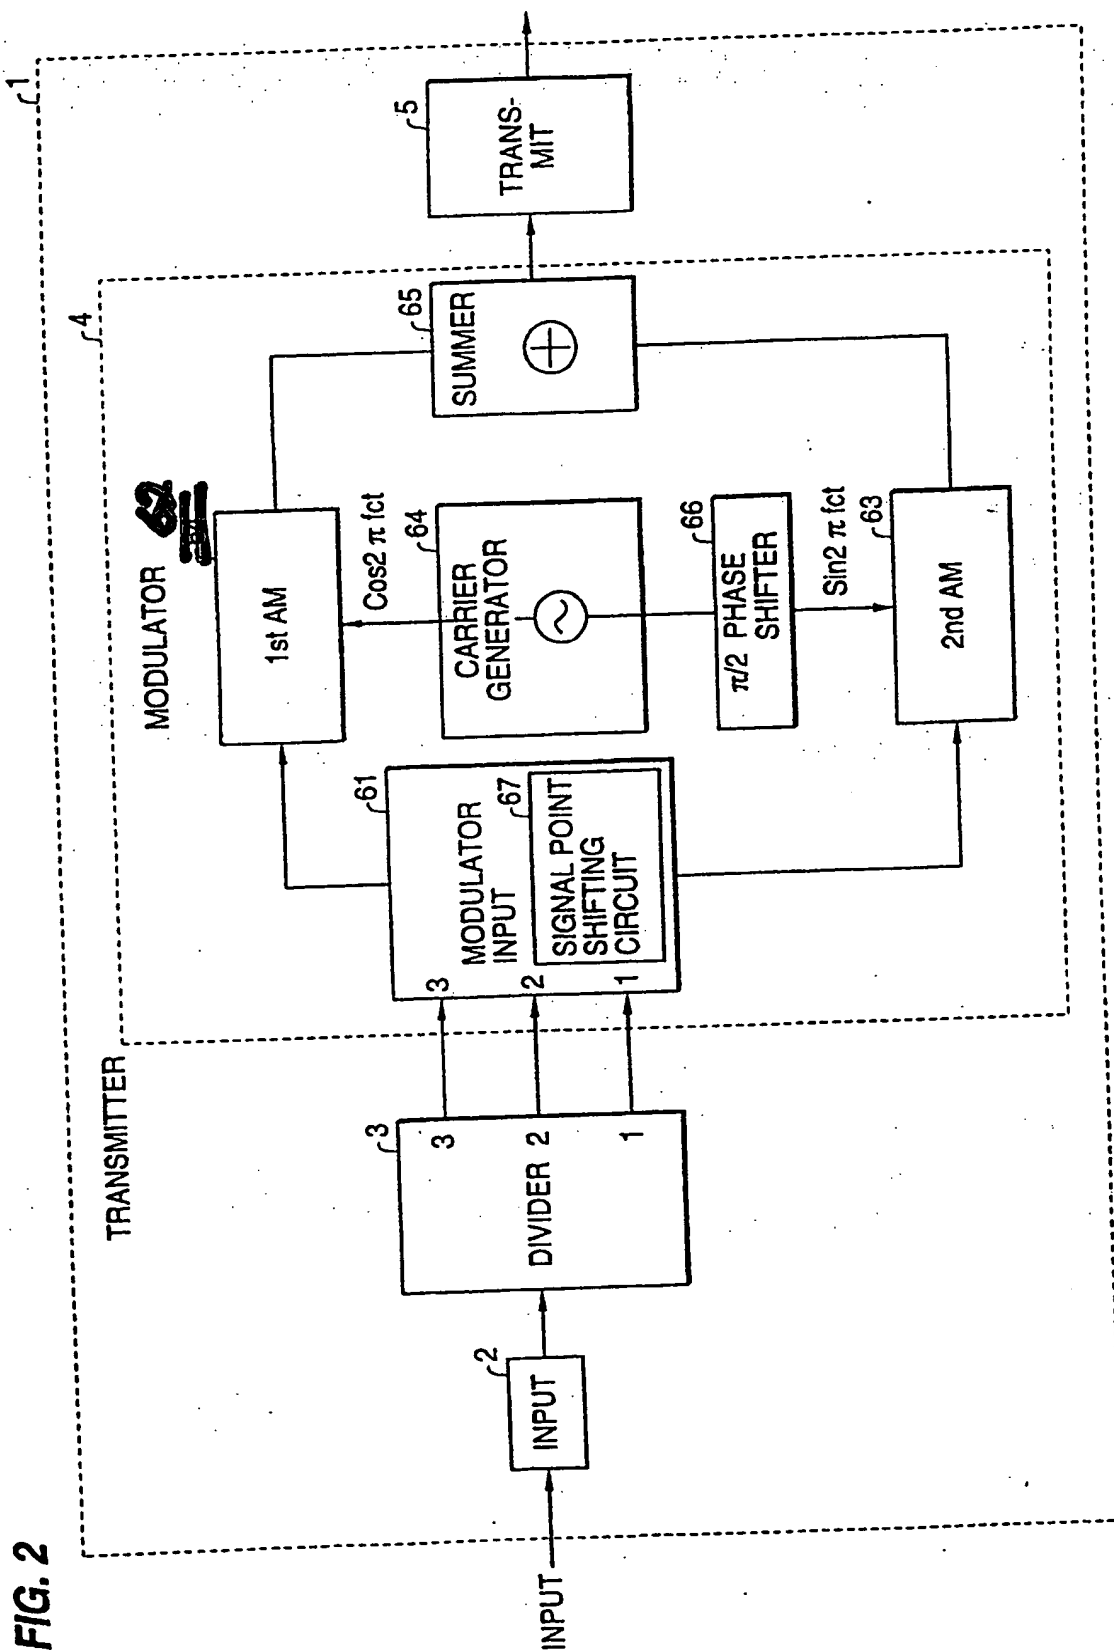 FIG. 2
1
TRANSMITTER
4
MODULATOR
62
1st AM
Cos2 π fct
64
CARRIER
GENERATOR
66
π/2 PHASE
SHIFTER
Sin2 π fct
63
2nd AM
65
SUMMER
5
TRANS-
MIT
61
MODULATOR
INPUT
67
SIGNAL POINT
SHIFTING
CIRCUIT
3
2
1
3
DIVIDER
3
2
1
2
INPUT
INPUT